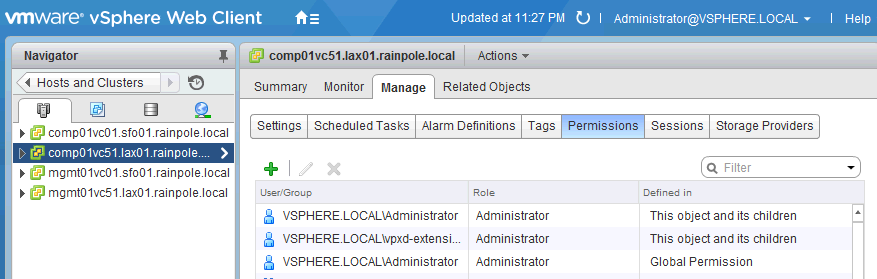 vmware® vSphere Web Client
Updated at 11:27 PM
Administrator@VSPHERE.LOCAL
Help
Navigator
Hosts and Clusters
comp01vc01.sfo01.rainpole.local
comp01vc51.lax01.rainpole....
mgmt01vc01.sfo01.rainpole.local
mgmt01vc51.lax01.rainpole.local
comp01vc51.lax01.rainpole.local
Actions
Summary Monitor Manage Related Objects
Settings Scheduled Tasks Alarm Definitions Tags Permissions Sessions Storage Providers
Filter
User/Group Role Defined in
VSPHERE.LOCAL\Administrator Administrator This object and its children
VSPHERE.LOCAL\vpxd-extensi... Administrator This object and its children
VSPHERE.LOCAL\Administrator Administrator Global Permission